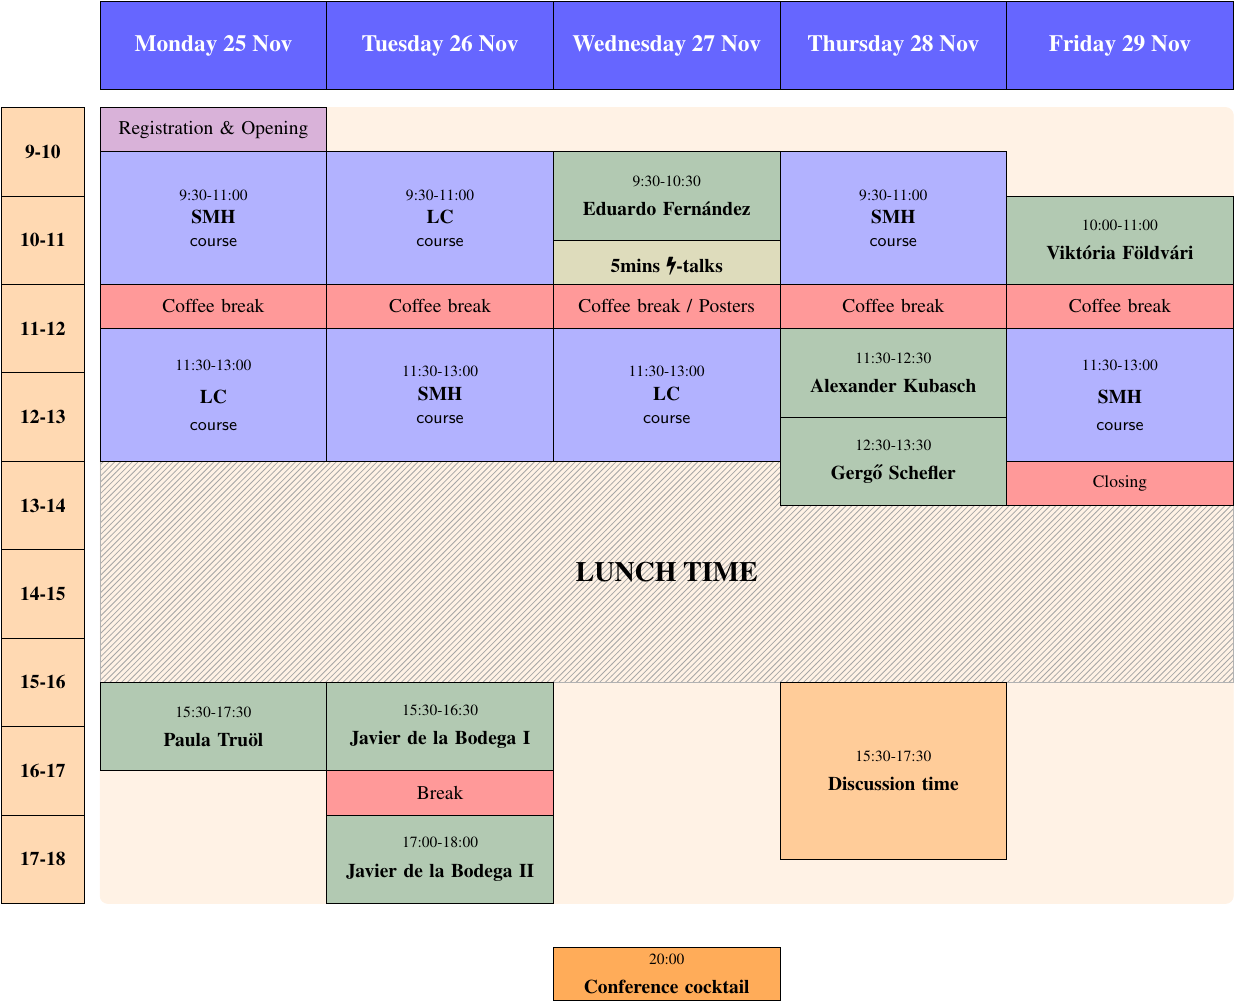 Monday 25 Nov
Tuesday 26 Nov
Wednesday 27 Nov
Thursday 28 Nov
Friday 29 Nov
9-10
Registration & Opening
9:30-11:00
SMH
course
9:30-11:00
LC
course
9:30-10:30
Eduardo Fernández
9:30-11:00
SMH
course
10-11
5mins -talks
10:00-11:00
Viktória Földvári
11-12
Coffee break
Coffee break
Coffee break / Posters
Coffee break
Coffee break
11:30-13:00
LC
course
11:30-13:00
SMH
course
11:30-13:00
LC
course
11:30-12:30
Alexander Kubasch
11:30-13:00
SMH
course
12-13
12:30-13:30
Gergő Schefler
13-14
Closing
LUNCH TIME
14-15
15-16
15:30-17:30
Paula Truöl
15:30-16:30
Javier de la Bodega I
15:30-17:30
Discussion time
16-17
Break
17-18
17:00-18:00
Javier de la Bodega II
20:00
Conference cocktail